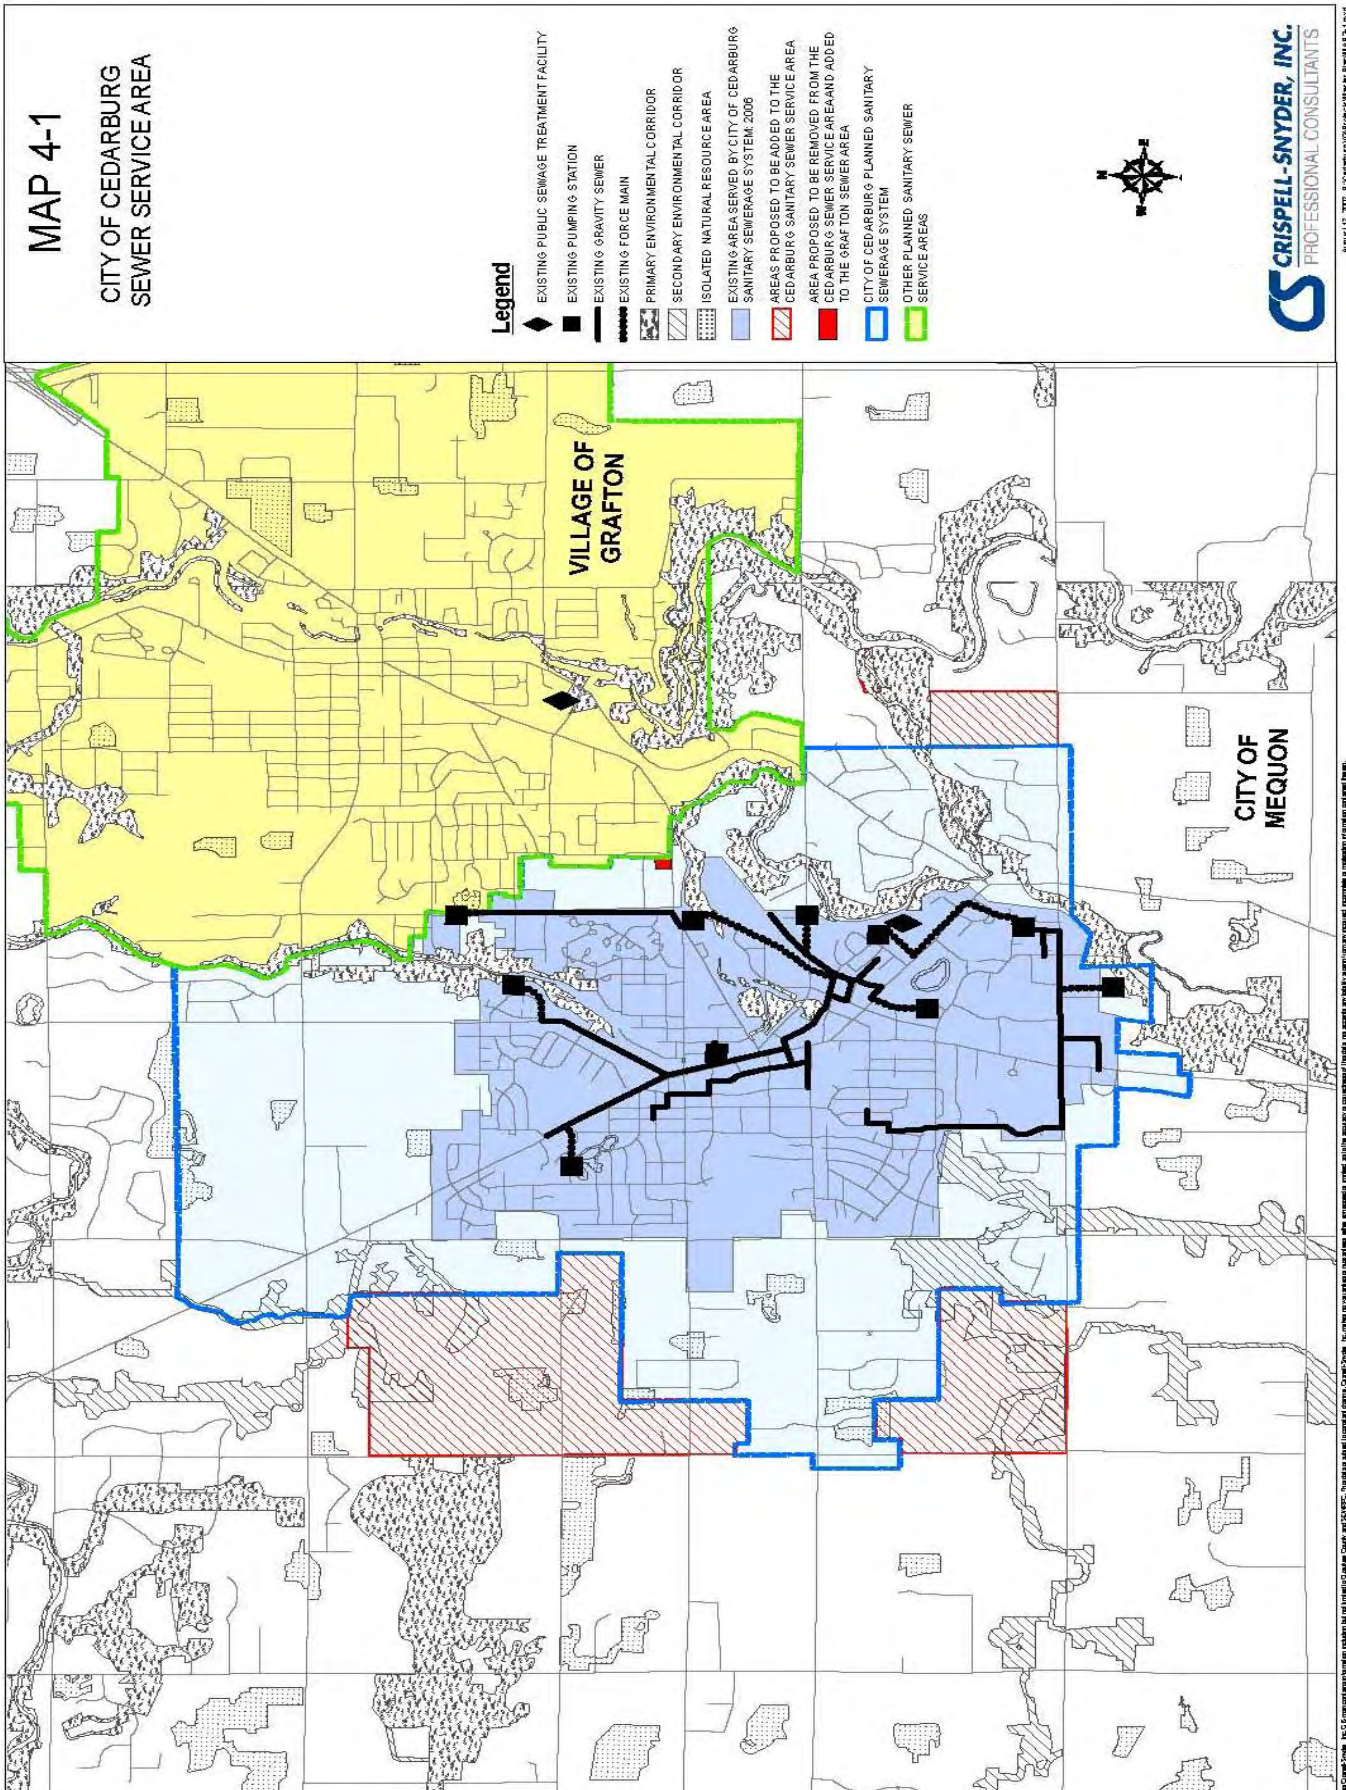 MAP 4-1
CITY OF CEDARBURG
SEWER SERVICE AREA
Legend
EXISTING PUBLIC SEWAGE TREATMENT FACILITY
EXISTING PUMPING STATION
EXISTING GRAVITY SEWER
EXISTING FORCE MAIN
PRIMARY ENVIRONMENTAL CORRIDOR
SECONDARY ENVIRONMENTAL CORRIDOR
ISOLATED NATURAL RESOURCE AREA
EXISTING AREA SERVED BY CITY OF CEDARBURG
SANITARY SEWERAGE SYSTEM: 2006
AREAS PROPOSED TO BE ADDED TO THE
CEDARBURG SANITARY SEWER SERVICE AREA
AREA PROPOSED TO BE REMOVED FROM THE
CEDARBURG SEWER SERVICE AREA AND ADDED
TO THE GRAFTON SEWER AREA
CITY OF CEDARBURG PLANNED SANITARY
SEWERAGE SYSTEM
OTHER PLANNED SANITARY SEWER
SERVICE AREAS
N
W E
S
CS CRISPELL-SNYDER, INC.
PROFESSIONAL CONSULTANTS
VILLAGE OF
GRAFTON
CITY OF
MEQUON